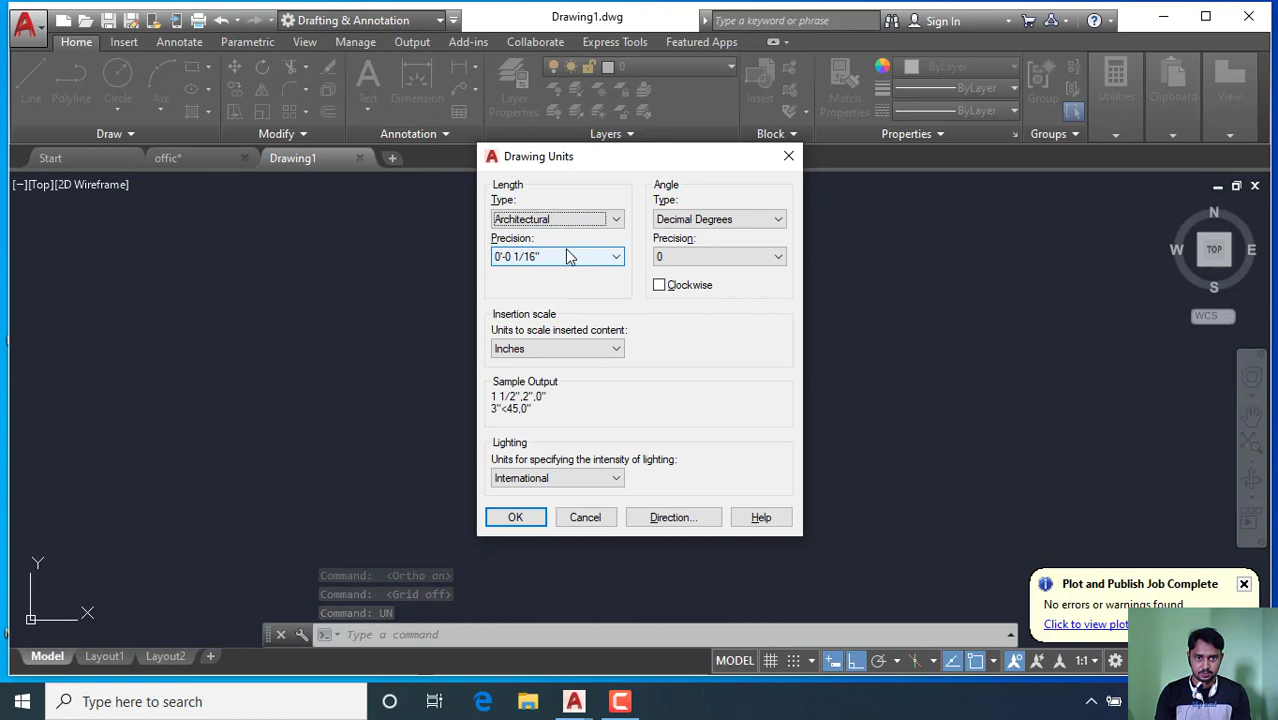 Drafting & Annotation
Drawing1.dwg
Type a keyword or phrase
Sign In
Home
Insert
Annotate
Parametric
View
Manage
Output
Add-ins
Collaborate
Express Tools
Featured Apps
0
ByLayer
ByLayer
ByLayer
Line
Polyline
Circle
Arc
Text
Dimension
Layer
Properties
Insert
Match
Properties
Group
Utilities
Clipboard
View
Draw
Modify
Annotation
Layers
Block
Properties
Groups
Start
offic*
Drawing1
[−][Top][2D Wireframe]
Drawing Units
Length
Type:
Architectural
Precision:
0'-0 1/16"
Angle
Type:
Decimal Degrees
Precision:
0
Clockwise
Insertion scale
Units to scale inserted content:
Inches
Sample Output
1 1/2",2",0"
3"<45,0"
Lighting
Units for specifying the intensity of lighting:
International
OK
Cancel
Direction...
Help
N
W
TOP
E
S
WCS
Y
X
Command: <Ortho on>
Command: <Grid off>
Command: UN
Type a command
Plot and Publish Job Complete
No errors or warnings found
Click to view plot
Model
Layout1
Layout2
MODEL
1:1
Type here to search